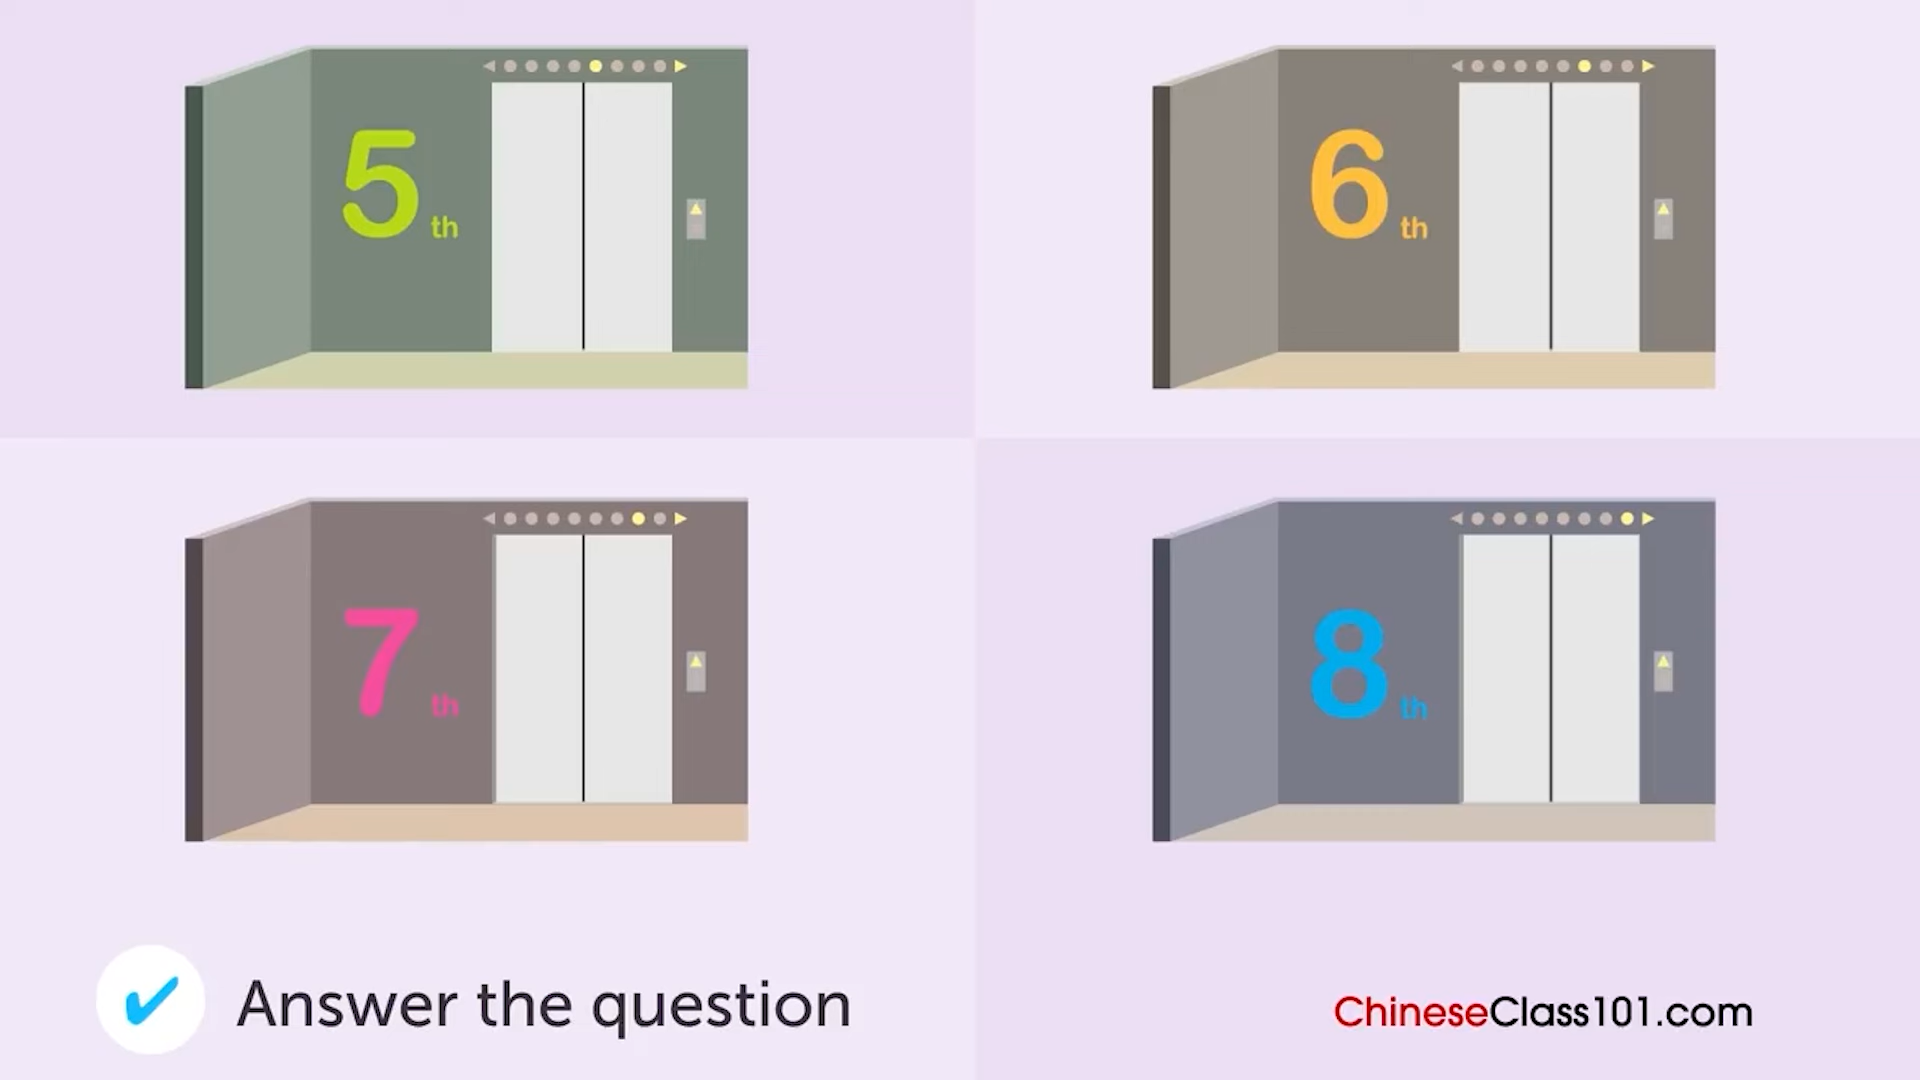 5th
6th
7th
8th
Answer the question
ChineseClass101.com